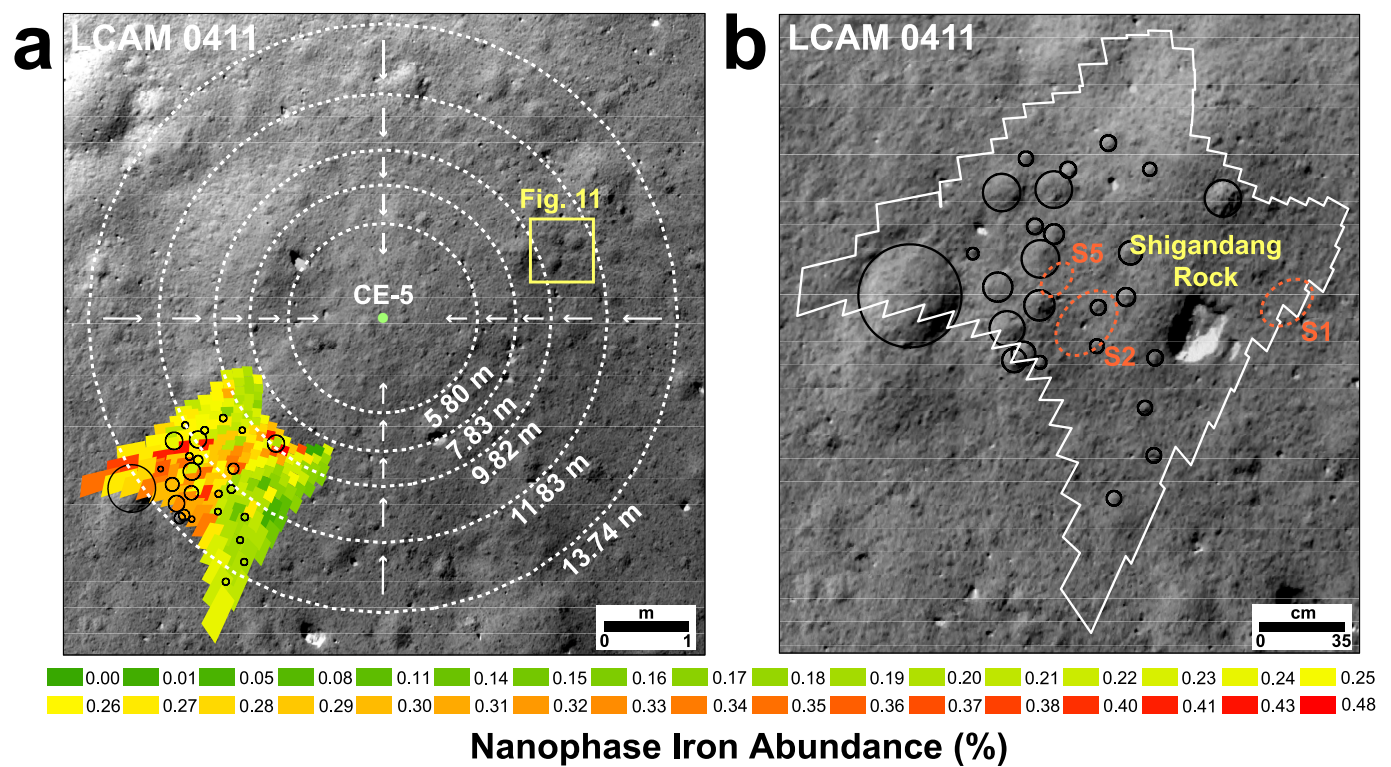 a
LCAM 0411
Fig. 11
CE-5
5.80 m
7.83 m
9.82 m
11.83 m
13.74 m
m
0 1
b
LCAM 0411
Shigandang
Rock
S5
S2
S1
cm
0 35
0.00 0.01 0.05 0.08 0.11 0.14 0.15 0.16 0.17 0.18 0.19 0.20 0.21 0.22 0.23 0.24 0.25
0.26 0.27 0.28 0.29 0.30 0.31 0.32 0.33 0.34 0.35 0.36 0.37 0.38 0.40 0.41 0.43 0.48
Nanophase Iron Abundance (%)